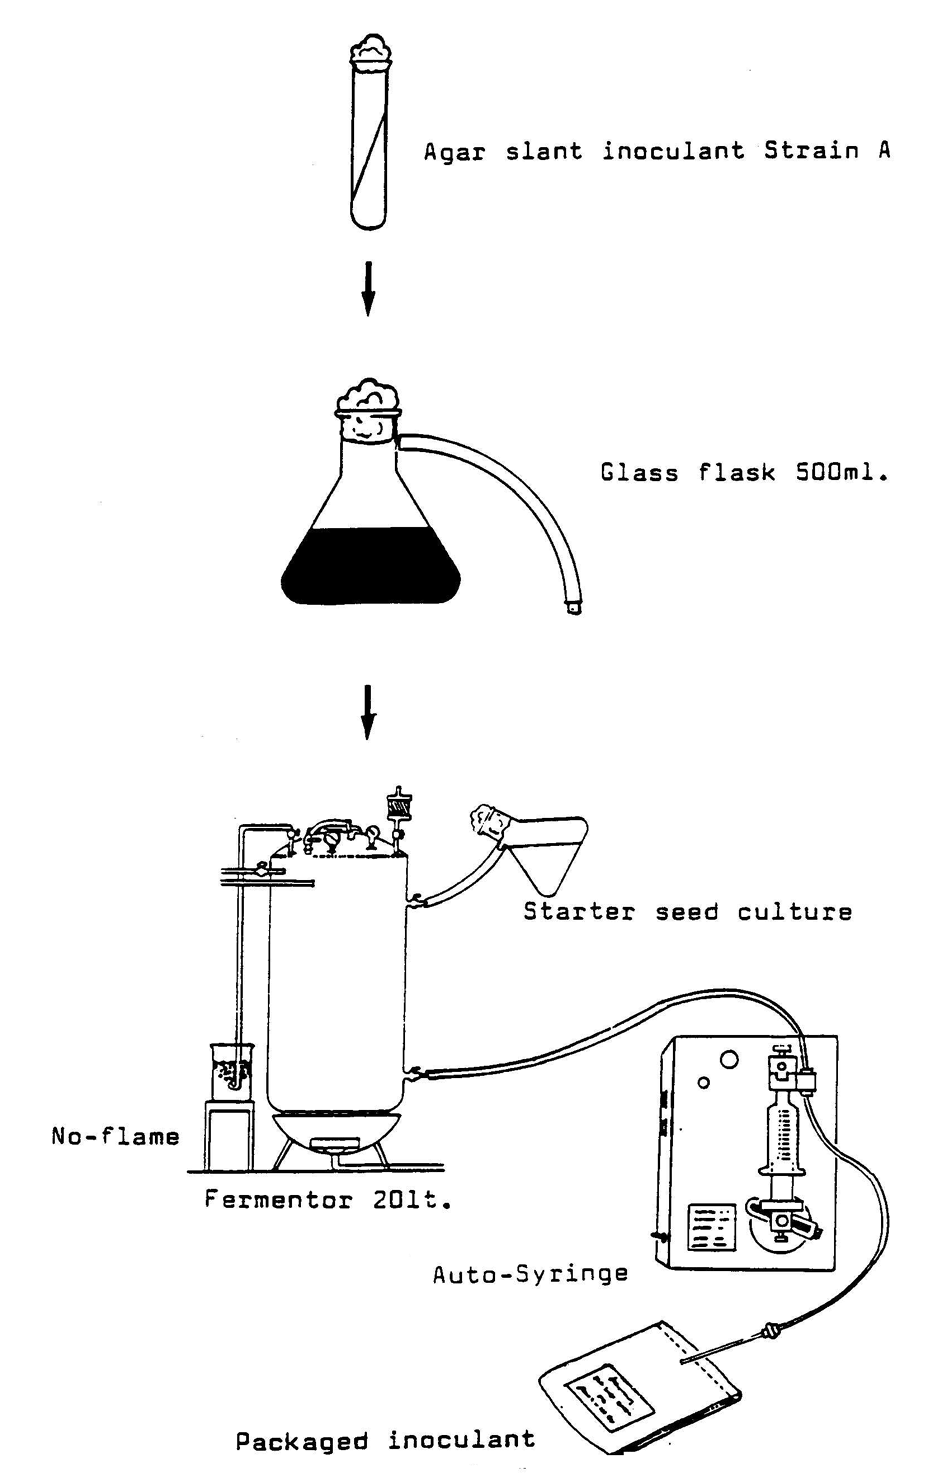 Agar slant inoculant Strain A
Glass flask 500ml.
Starter seed culture
No-flame
Fermentor 20lt.
Auto-Syringe
Packaged inoculant